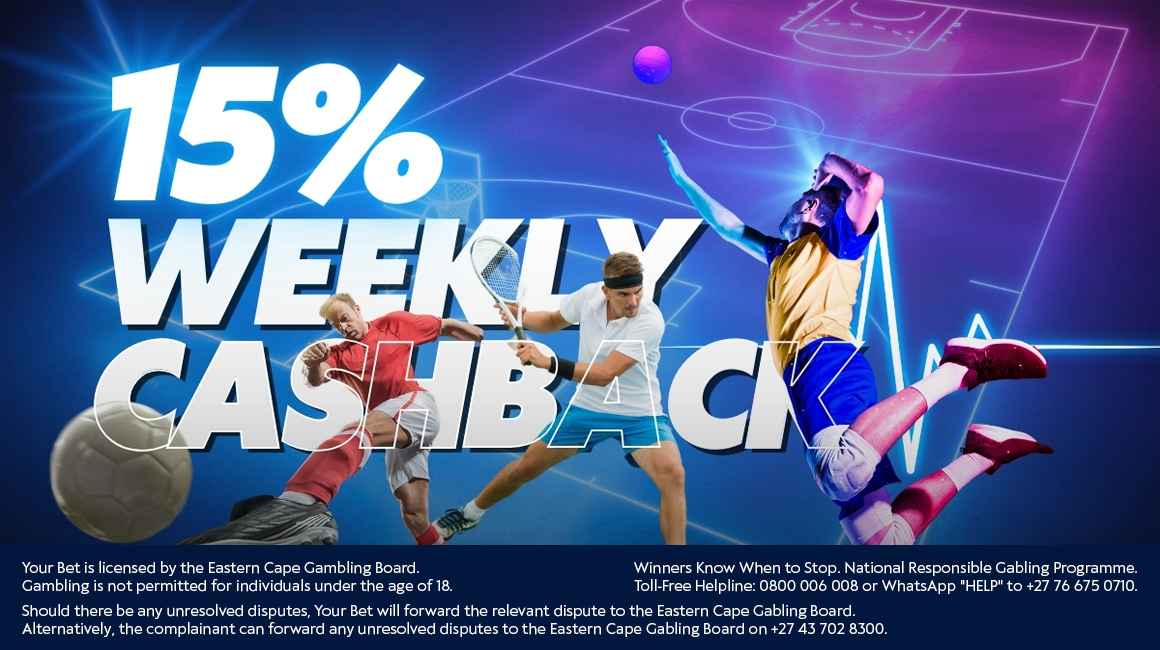 15%
WEEKLY
CASHBACK
Your Bet is licensed by the Eastern Cape Gambling Board.
Gambling is not permitted for individuals under the age of 18.
Winners Know When to Stop. National Responsible Gabling Programme.
Toll-Free Helpline: 0800 006 008 or WhatsApp "HELP" to +27 76 675 0710.
Should there be any unresolved disputes, Your Bet will forward the relevant dispute to the Eastern Cape Gabling Board.
Alternatively, the complainant can forward any unresolved disputes to the Eastern Cape Gabling Board on +27 43 702 8300.